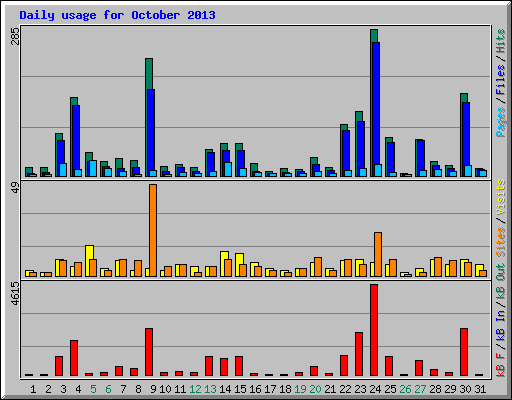 Daily usage for October 2013
285
Pages / Files / Hits
49
Sites / Visits
4615
kB F / kB In / kB Out
1 2 3 4 5 6 7 8 9 10 11 12 13 14 15 16 17 18 19 20 21 22 23 24 25 26 27 28 29 30 31